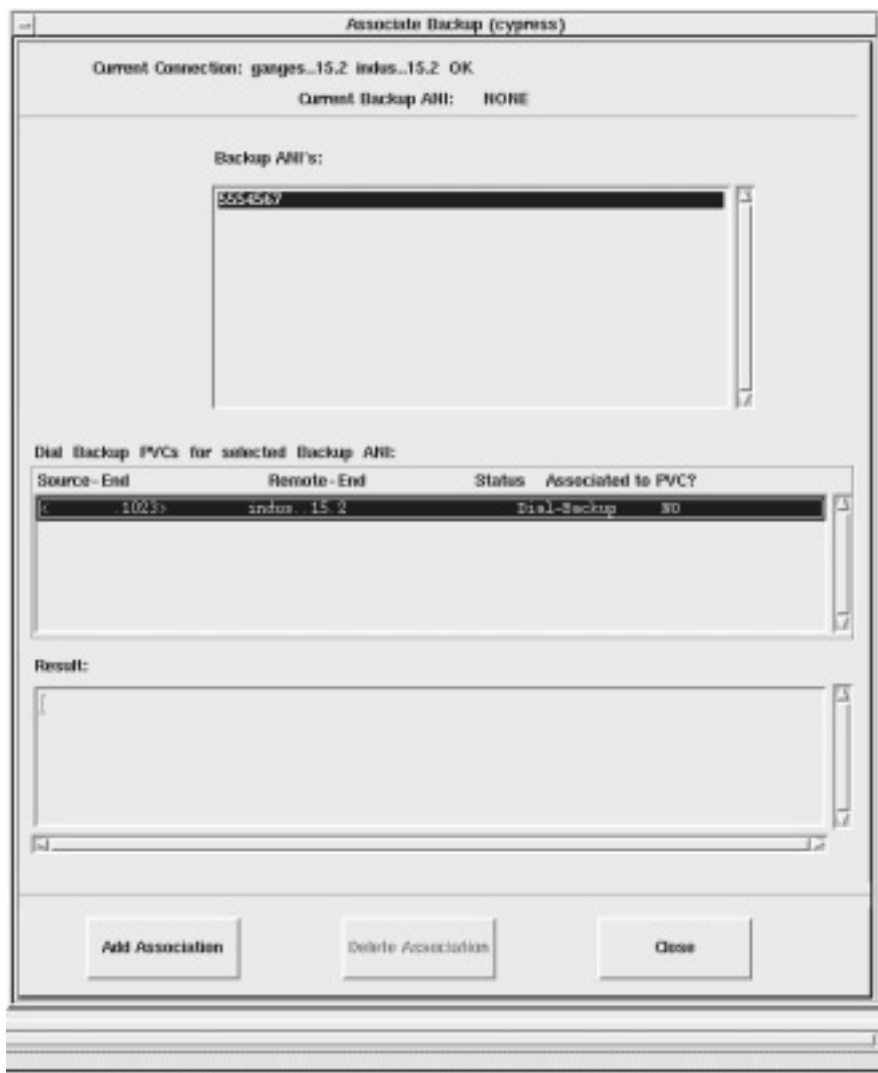 Associate Backup (cypress)
Current Connection: ganges..15.2 indus..15.2 OK
Current Backup ANI: NONE
Backup ANI's:
5554567
Dial Backup PVCs for selected Backup ANI:
Source-End Remote-End Status Associated to PVC?
< .1023> indus..15.2 Dial-Backup NO
Result:
Add Association Delete Association Close